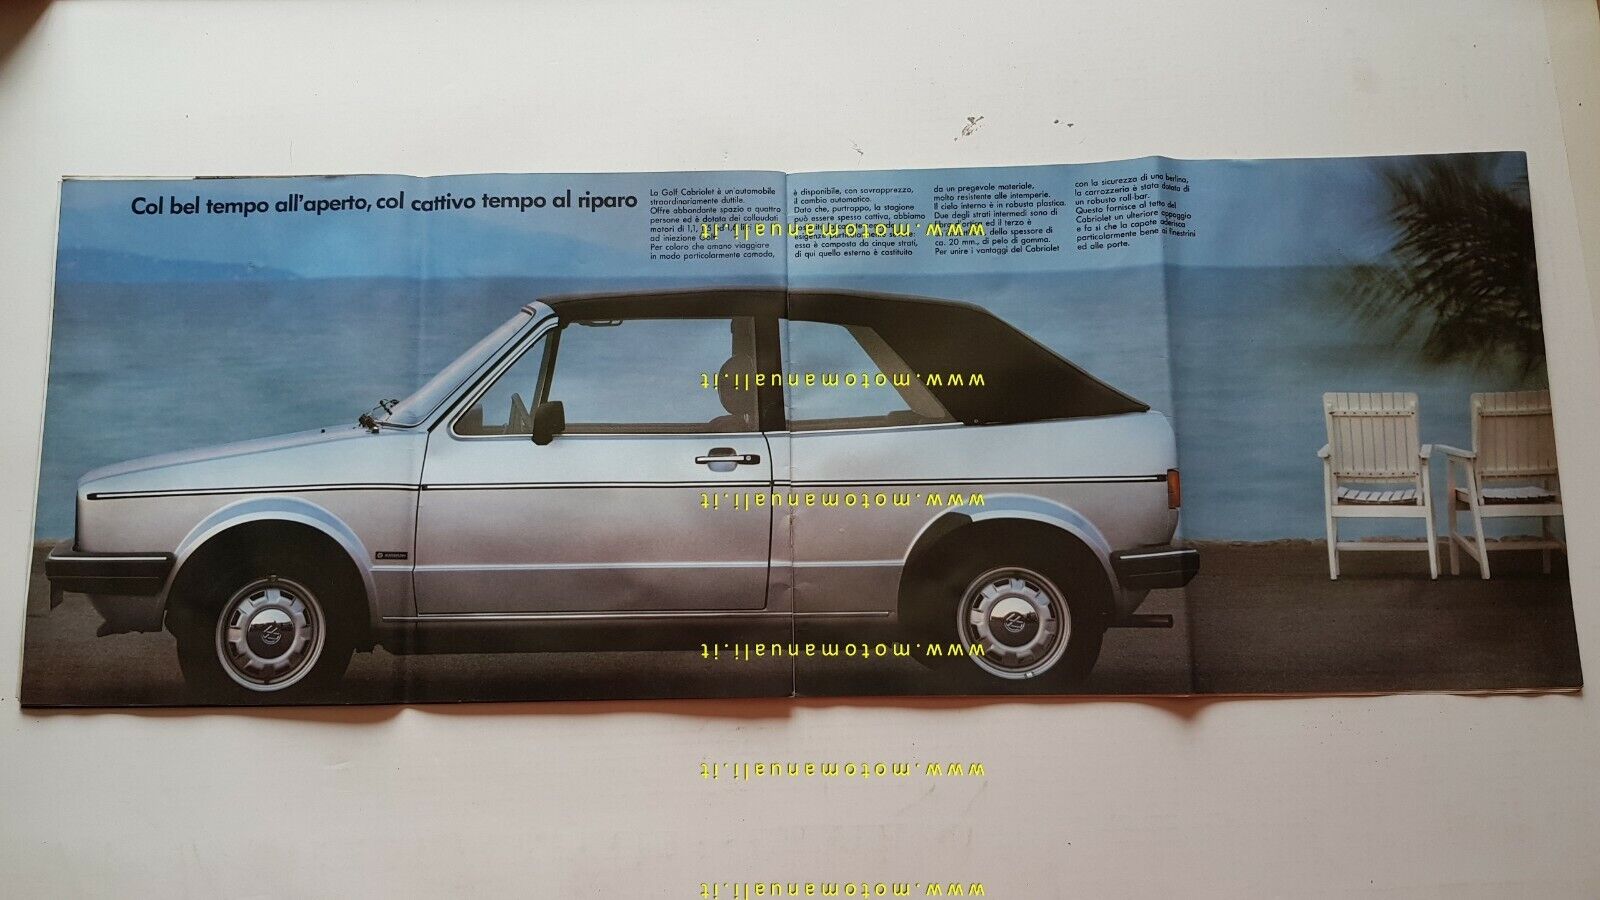 Col bel tempo all'aperto, col cattivo tempo al riparo
La Golf Cabriolet è un'automobile
straordinariamente duttile.
Offre abbondante spazio a quattro
persone ed è dotata dei collaudati
motori di 1,1,
ad iniezione Golf.
Per coloro che amano viaggiare
in modo particolarmente comodo,
è disponibile, con sovrapprezzo,
il cambio automatico.
Dato che, purtroppo, la stagione
può essere spesso cattiva, abbiamo
essa è composta da cinque strati,
di cui quello esterno è costituito
da un pregevole materiale,
molto resistente alle intemperie.
Il cielo interno è in robusta plastica.
Due degli strati intermedi sono di
ed il terzo è
dello spessore di
ca. 20 mm., di pelo di gomma.
Per unire i vantaggi del Cabriolet
con la sicurezza di una berlina,
la carrozzeria è stata dotata di
un robusto roll-bar.
Questo fornisce al tetto del
Cabriolet un ulteriore appoggio
e fa sì che la capote aderisca
particolarmente bene ai finestrini
ed alle porte.
www.motomanuali.it
www.motomanuali.it
www.motomanuali.it
www.motomanuali.it
www.motomanuali.it
www.motomanuali.it